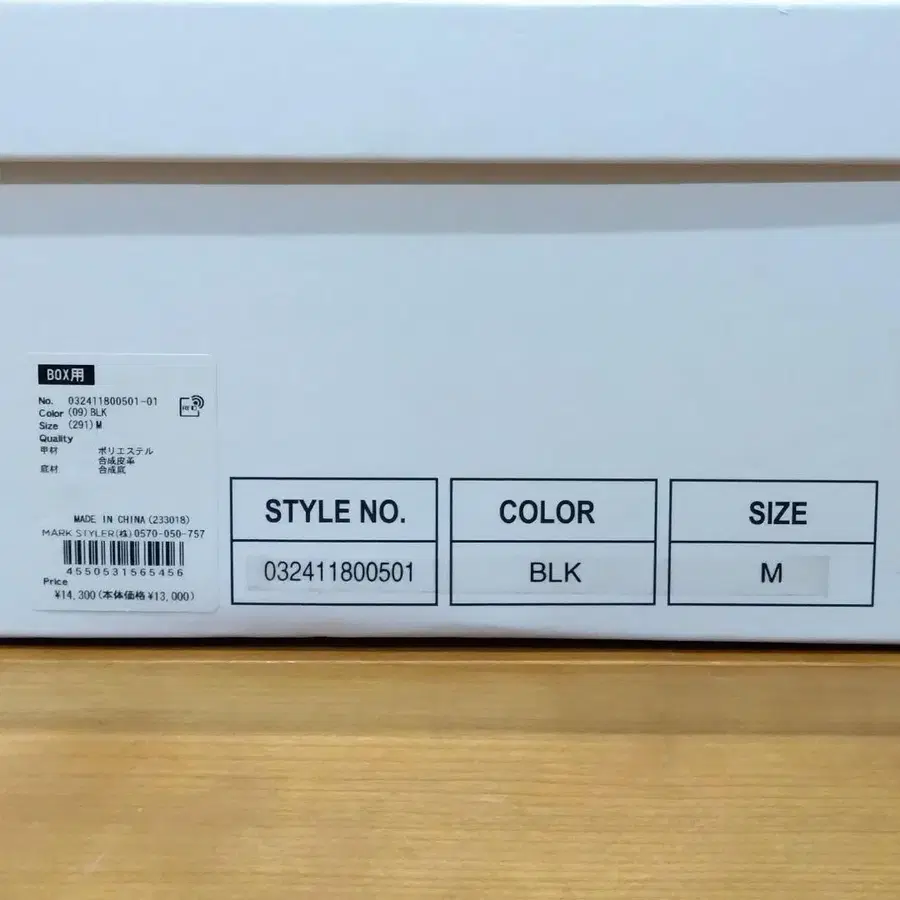 BOX用
No. 032411800501-01
Color (09) BLK
Size (291) M
Quality
甲材 ポリエステル
合成皮革
底材 合成底
MADE IN CHINA (233018)
MARK STYLER(株) 0570-050-757
4550531565456
Price
¥14,300 (本体価格 ¥13,000)
STYLE NO. COLOR SIZE
032411800501 BLK M